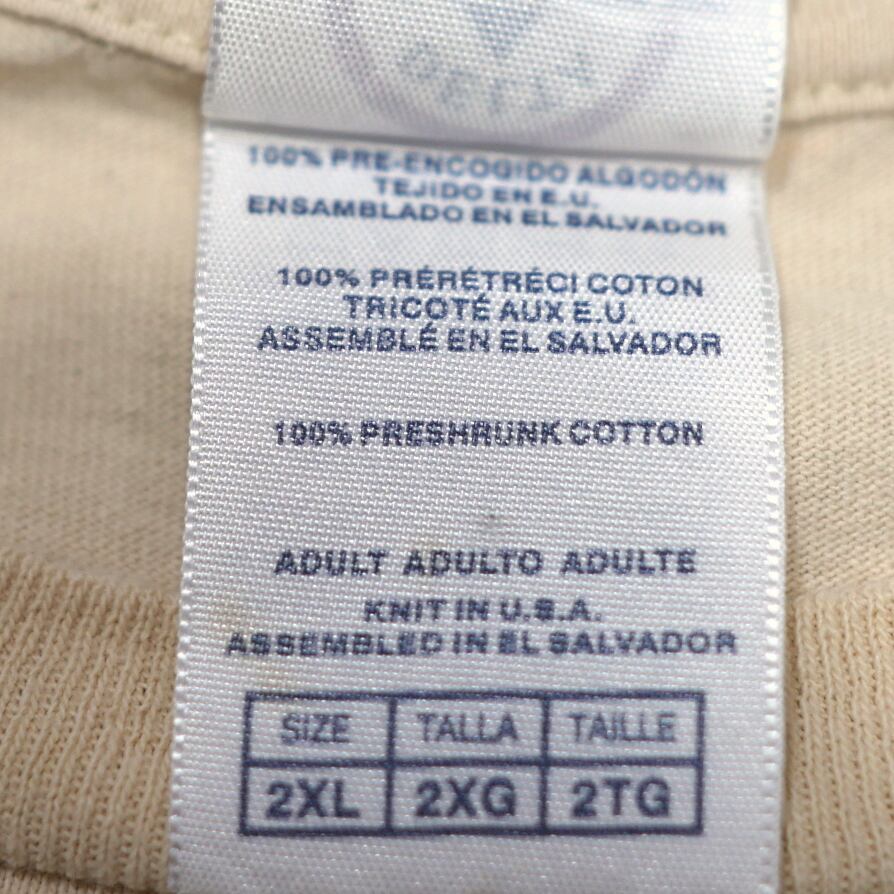 DELTA
100% PRE-ENCOGIDO ALGODÓN
TEJIDO EN E.U.
ENSAMBLADO EN EL SALVADOR
100% PRÉRÉTRÉCI COTON
TRICOTÉ AUX E.U.
ASSEMBLÉ EN EL SALVADOR
100% PRESHRUNK COTTON
ADULT ADULTO ADULTE
KNIT IN U.S.A.
ASSEMBLED IN EL SALVADOR
SIZE TALLA TAILLE
2XL 2XG 2TG